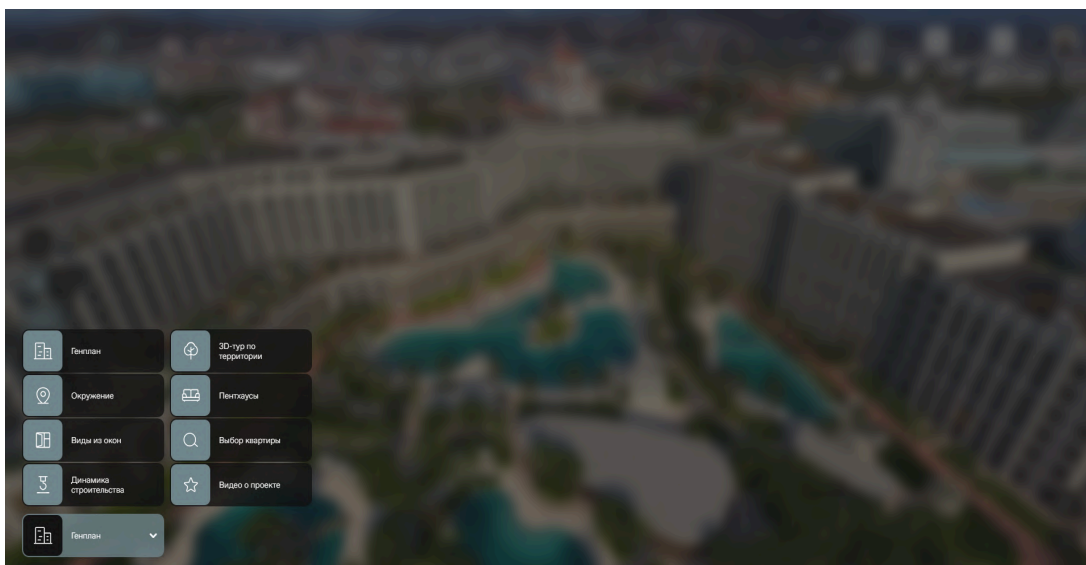 Генплан
3D-тур по
территории
Окружение
Пентхаусы
Виды из окон
Выбор квартиры
Динамика
строительства
Видео о проекте
Генплан